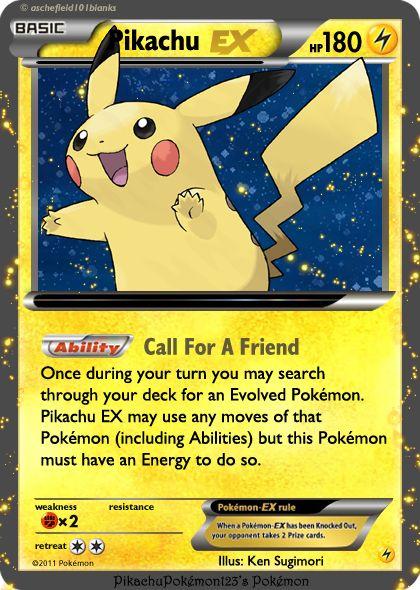 © aschefield101blanks
BASIC
Pikachu EX
HP180
Ability Call For A Friend
Once during your turn you may search
through your deck for an Evolved Pokémon.
Pikachu EX may use any moves of that
Pokémon (including Abilities) but this Pokémon
must have an Energy to do so.
weakness resistance
×2
retreat
©2011 Pokémon
Pokémon-EX rule
When a Pokémon-EX has been Knocked Out,
your opponent takes 2 Prize cards.
Illus: Ken Sugimori
PikachuPokémon123's Pokémon